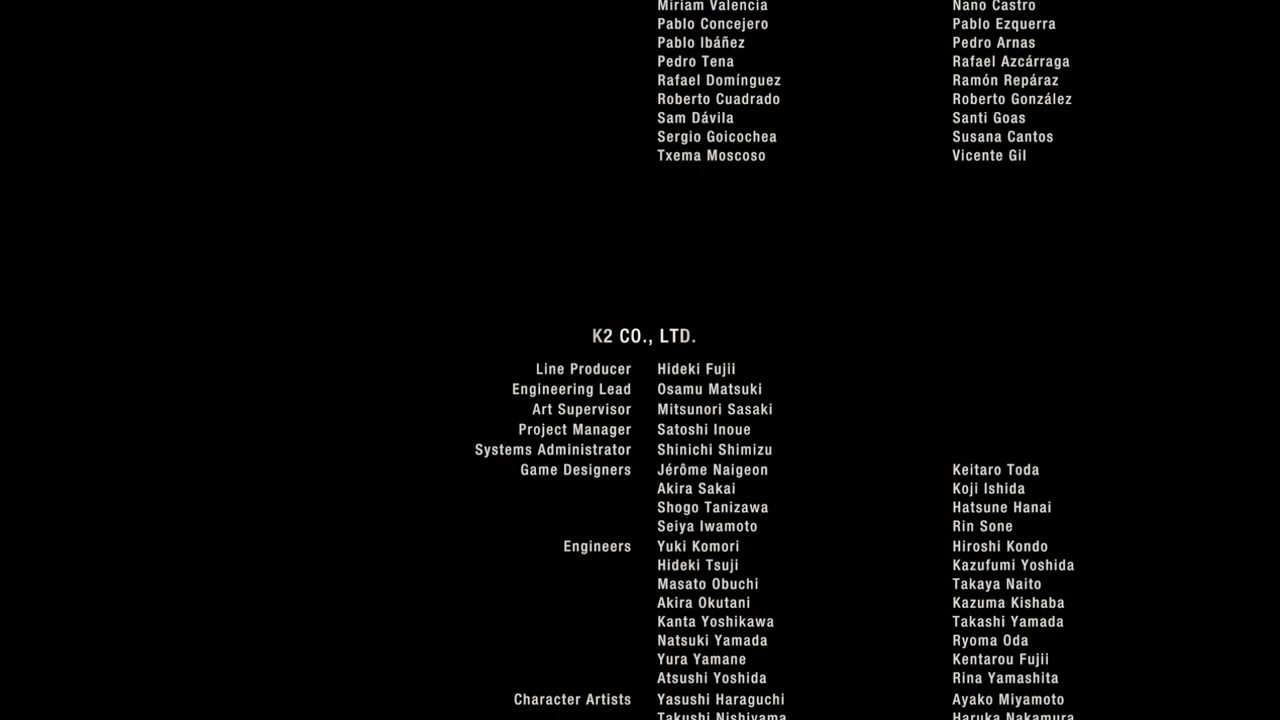 Miriam Valencia Nano Castro
Pablo Concejero Pablo Ezquerra
Pablo Ibáñez Pedro Arnas
Pedro Tena Rafael Azcárraga
Rafael Domínguez Ramón Repáraz
Roberto Cuadrado Roberto González
Sam Dávila Santi Goas
Sergio Goicochea Susana Cantos
Txema Moscoso Vicente Gil
K2 CO., LTD.
Line Producer Hideki Fujii
Engineering Lead Osamu Matsuki
Art Supervisor Mitsunori Sasaki
Project Manager Satoshi Inoue
Systems Administrator Shinichi Shimizu
Game Designers Jérôme Naigeon Keitaro Toda
Akira Sakai Koji Ishida
Shogo Tanizawa Hatsune Hanai
Seiya Iwamoto Rin Sone
Engineers Yuki Komori Hiroshi Kondo
Hideki Tsuji Kazufumi Yoshida
Masato Obuchi Takaya Naito
Akira Okutani Kazuma Kishaba
Kanta Yoshikawa Takashi Yamada
Natsuki Yamada Ryoma Oda
Yura Yamane Kentarou Fujii
Atsushi Yoshida Rina Yamashita
Character Artists Yasushi Haraguchi Ayako Miyamoto
Takushi Nishiyama Haruka Nakamura